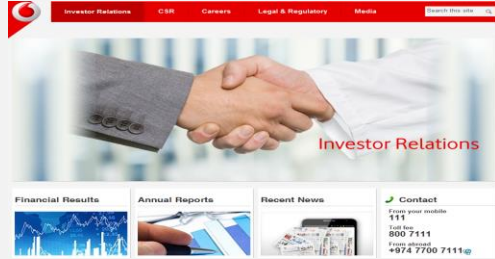 Investor Relations CSR Careers Legal & Regulatory Media Search this site
Investor Relations
Financial Results Annual Reports Recent News Contact
From your mobile
111
Toll fee
800 7111
From abroad
+974 7700 7111